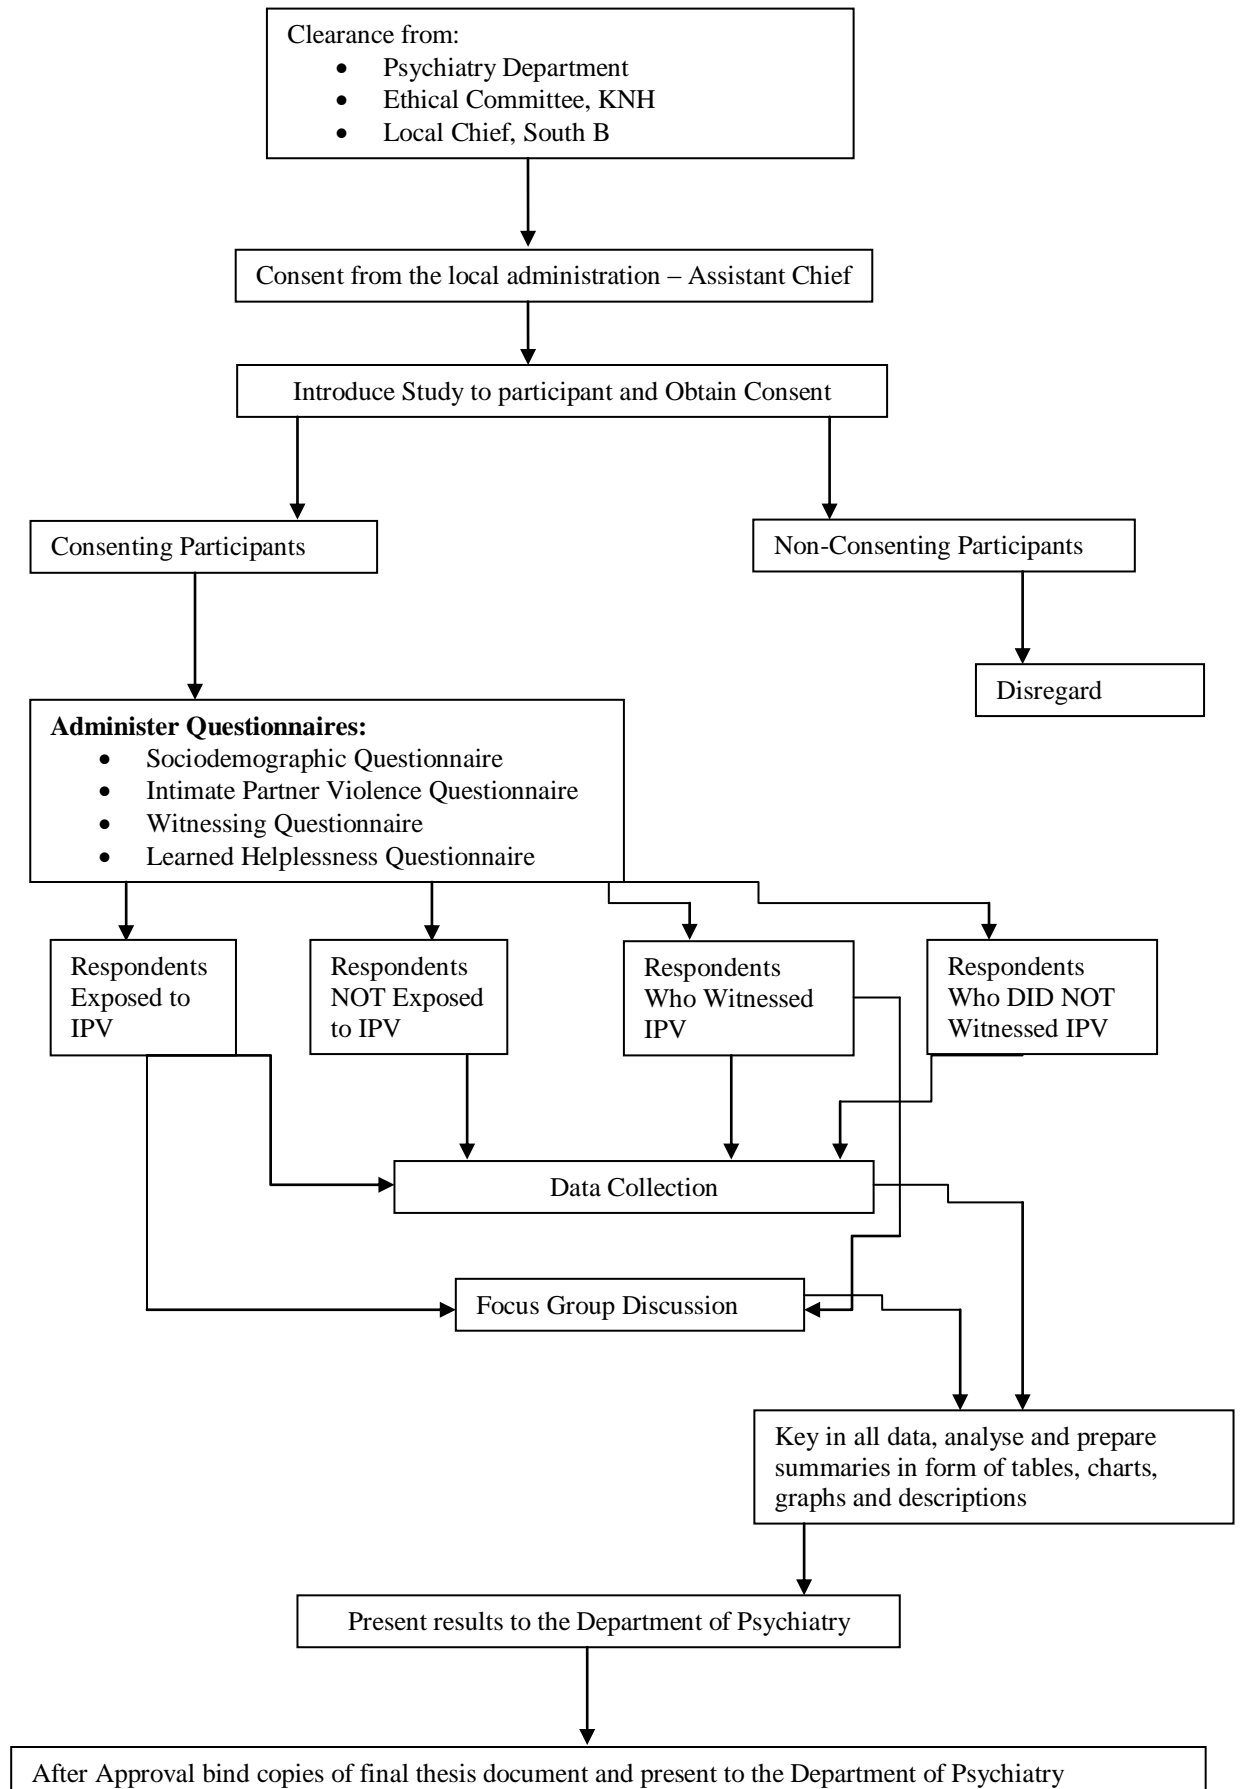 Clearance from:
• Psychiatry Department
• Ethical Committee, KNH
• Local Chief, South B
Consent from the local administration – Assistant Chief
Introduce Study to participant and Obtain Consent
Consenting Participants
Non-Consenting Participants
Disregard
Administer Questionnaires:
• Sociodemographic Questionnaire
• Intimate Partner Violence Questionnaire
• Witnessing Questionnaire
• Learned Helplessness Questionnaire
Respondents
Exposed to
IPV
Respondents
NOT Exposed
to IPV
Respondents
Who Witnessed
IPV
Respondents
Who DID NOT
Witnessed IPV
Data Collection
Focus Group Discussion
Key in all data, analyse and prepare
summaries in form of tables, charts,
graphs and descriptions
Present results to the Department of Psychiatry
After Approval bind copies of final thesis document and present to the Department of Psychiatry